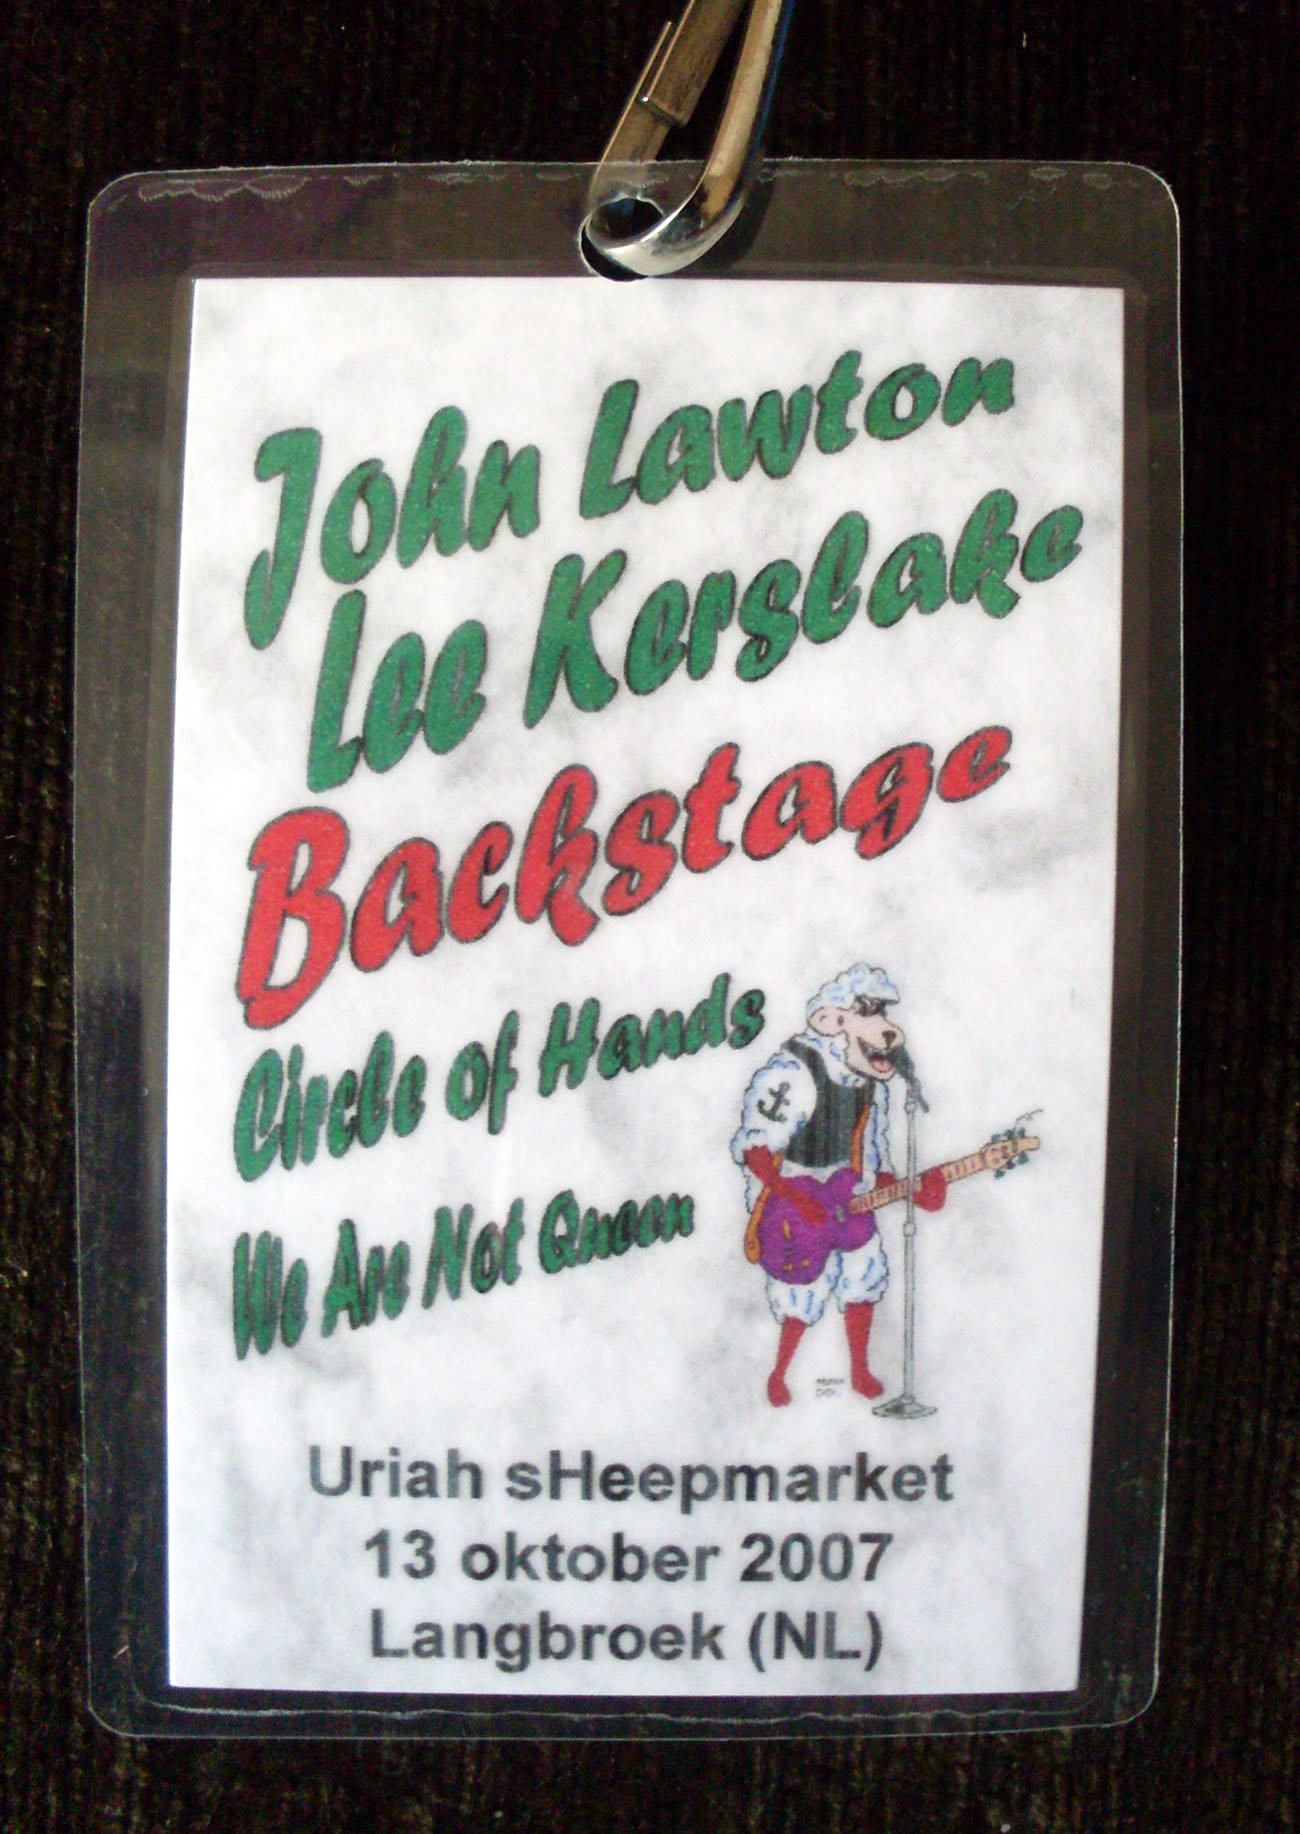 John Lawton
Lee Kerslake
Backstage
Circle of Hands
We Are Not Queen
Uriah sHeepmarket
13 oktober 2007
Langbroek (NL)